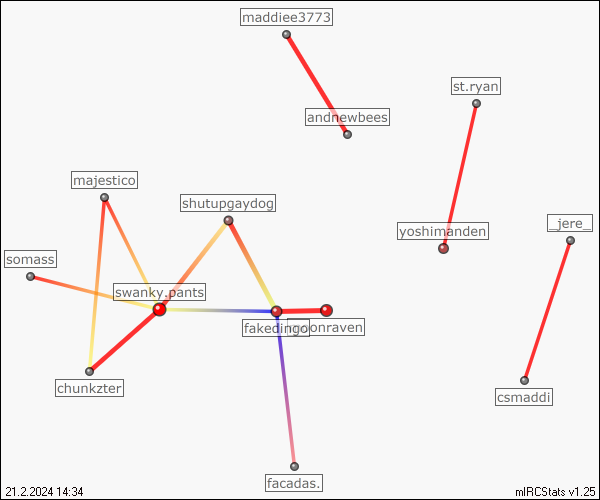 maddiee3773
st.ryan
andnewbees
majestico
shutupgaydog
_jere_
yoshimanden
somass
swanky.pants
fakedingo
moonraven
chunkzter
csmaddi
facadas.
21.2.2024 14:34
mIRCStats v1.25